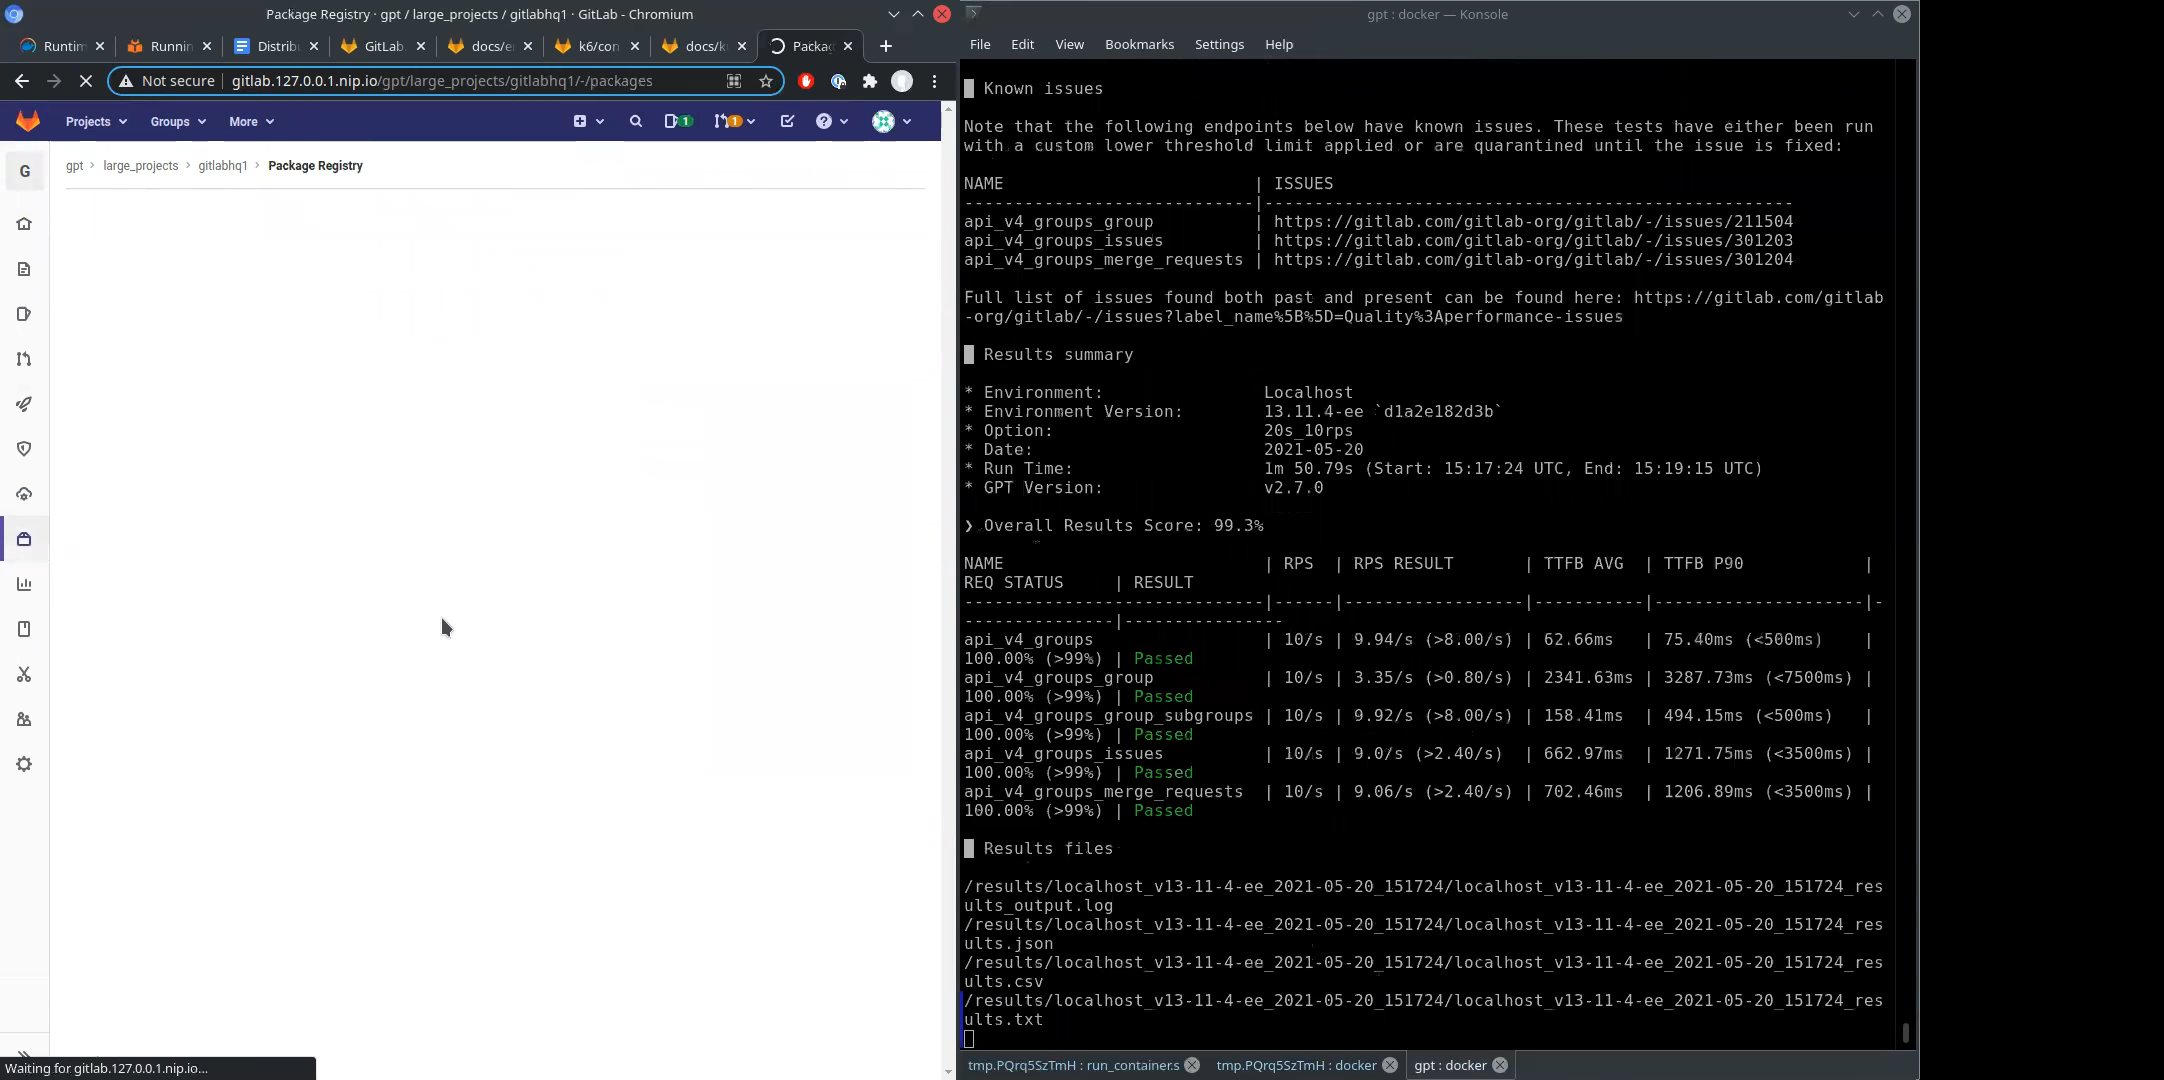 Package Registry · gpt / large_projects / gitlabhq1 · GitLab - Chromium
Runtim
Runnin
Distrib
GitLab.
docs/e
k6/con
docs/k
Packag
Not secure
gitlab.127.0.0.1.nip.io/gpt/large_projects/gitlabhq1/-/packages
Projects
Groups
More
1
1
G
gpt > large_projects > gitlabhq1 > Package Registry
Waiting for gitlab.127.0.0.1.nip.io...
gpt : docker — Konsole
File Edit View Bookmarks Settings Help
Known issues
Note that the following endpoints below have known issues. These tests have either been run
with a custom lower threshold limit applied or are quarantined until the issue is fixed:
NAME | ISSUES
-----------------------------|-----------------------------------------------------
api_v4_groups_group | https://gitlab.com/gitlab-org/gitlab/-/issues/211504
api_v4_groups_issues | https://gitlab.com/gitlab-org/gitlab/-/issues/301203
api_v4_groups_merge_requests | https://gitlab.com/gitlab-org/gitlab/-/issues/301204
Full list of issues found both past and present can be found here: https://gitlab.com/gitlab
-org/gitlab/-/issues?label_name%5B%5D=Quality%3Aperformance-issues
Results summary
* Environment: Localhost
* Environment Version: 13.11.4-ee `d1a2e182d3b`
* Option: 20s_10rps
* Date: 2021-05-20
* Run Time: 1m 50.79s (Start: 15:17:24 UTC, End: 15:19:15 UTC)
* GPT Version: v2.7.0
❯ Overall Results Score: 99.3%
NAME | RPS | RPS RESULT | TTFB AVG | TTFB P90 |
REQ STATUS | RESULT
------------------------------|------|------------------|-----------|---------------------|-
---------------|----------------
api_v4_groups | 10/s | 9.94/s (>8.00/s) | 62.66ms | 75.40ms (<500ms) |
100.00% (>99%) | Passed
api_v4_groups_group | 10/s | 3.35/s (>0.80/s) | 2341.63ms | 3287.73ms (<7500ms) |
100.00% (>99%) | Passed
api_v4_groups_group_subgroups | 10/s | 9.92/s (>8.00/s) | 158.41ms | 494.15ms (<500ms) |
100.00% (>99%) | Passed
api_v4_groups_issues | 10/s | 9.0/s (>2.40/s) | 662.97ms | 1271.75ms (<3500ms) |
100.00% (>99%) | Passed
api_v4_groups_merge_requests | 10/s | 9.06/s (>2.40/s) | 702.46ms | 1206.89ms (<3500ms) |
100.00% (>99%) | Passed
Results files
/results/localhost_v13-11-4-ee_2021-05-20_151724/localhost_v13-11-4-ee_2021-05-20_151724_res
ults_output.log
/results/localhost_v13-11-4-ee_2021-05-20_151724/localhost_v13-11-4-ee_2021-05-20_151724_res
ults.json
/results/localhost_v13-11-4-ee_2021-05-20_151724/localhost_v13-11-4-ee_2021-05-20_151724_res
ults.csv
/results/localhost_v13-11-4-ee_2021-05-20_151724/localhost_v13-11-4-ee_2021-05-20_151724_res
ults.txt
tmp.PQrq5SzTmH : run_container.s
tmp.PQrq5SzTmH : docker
gpt : docker